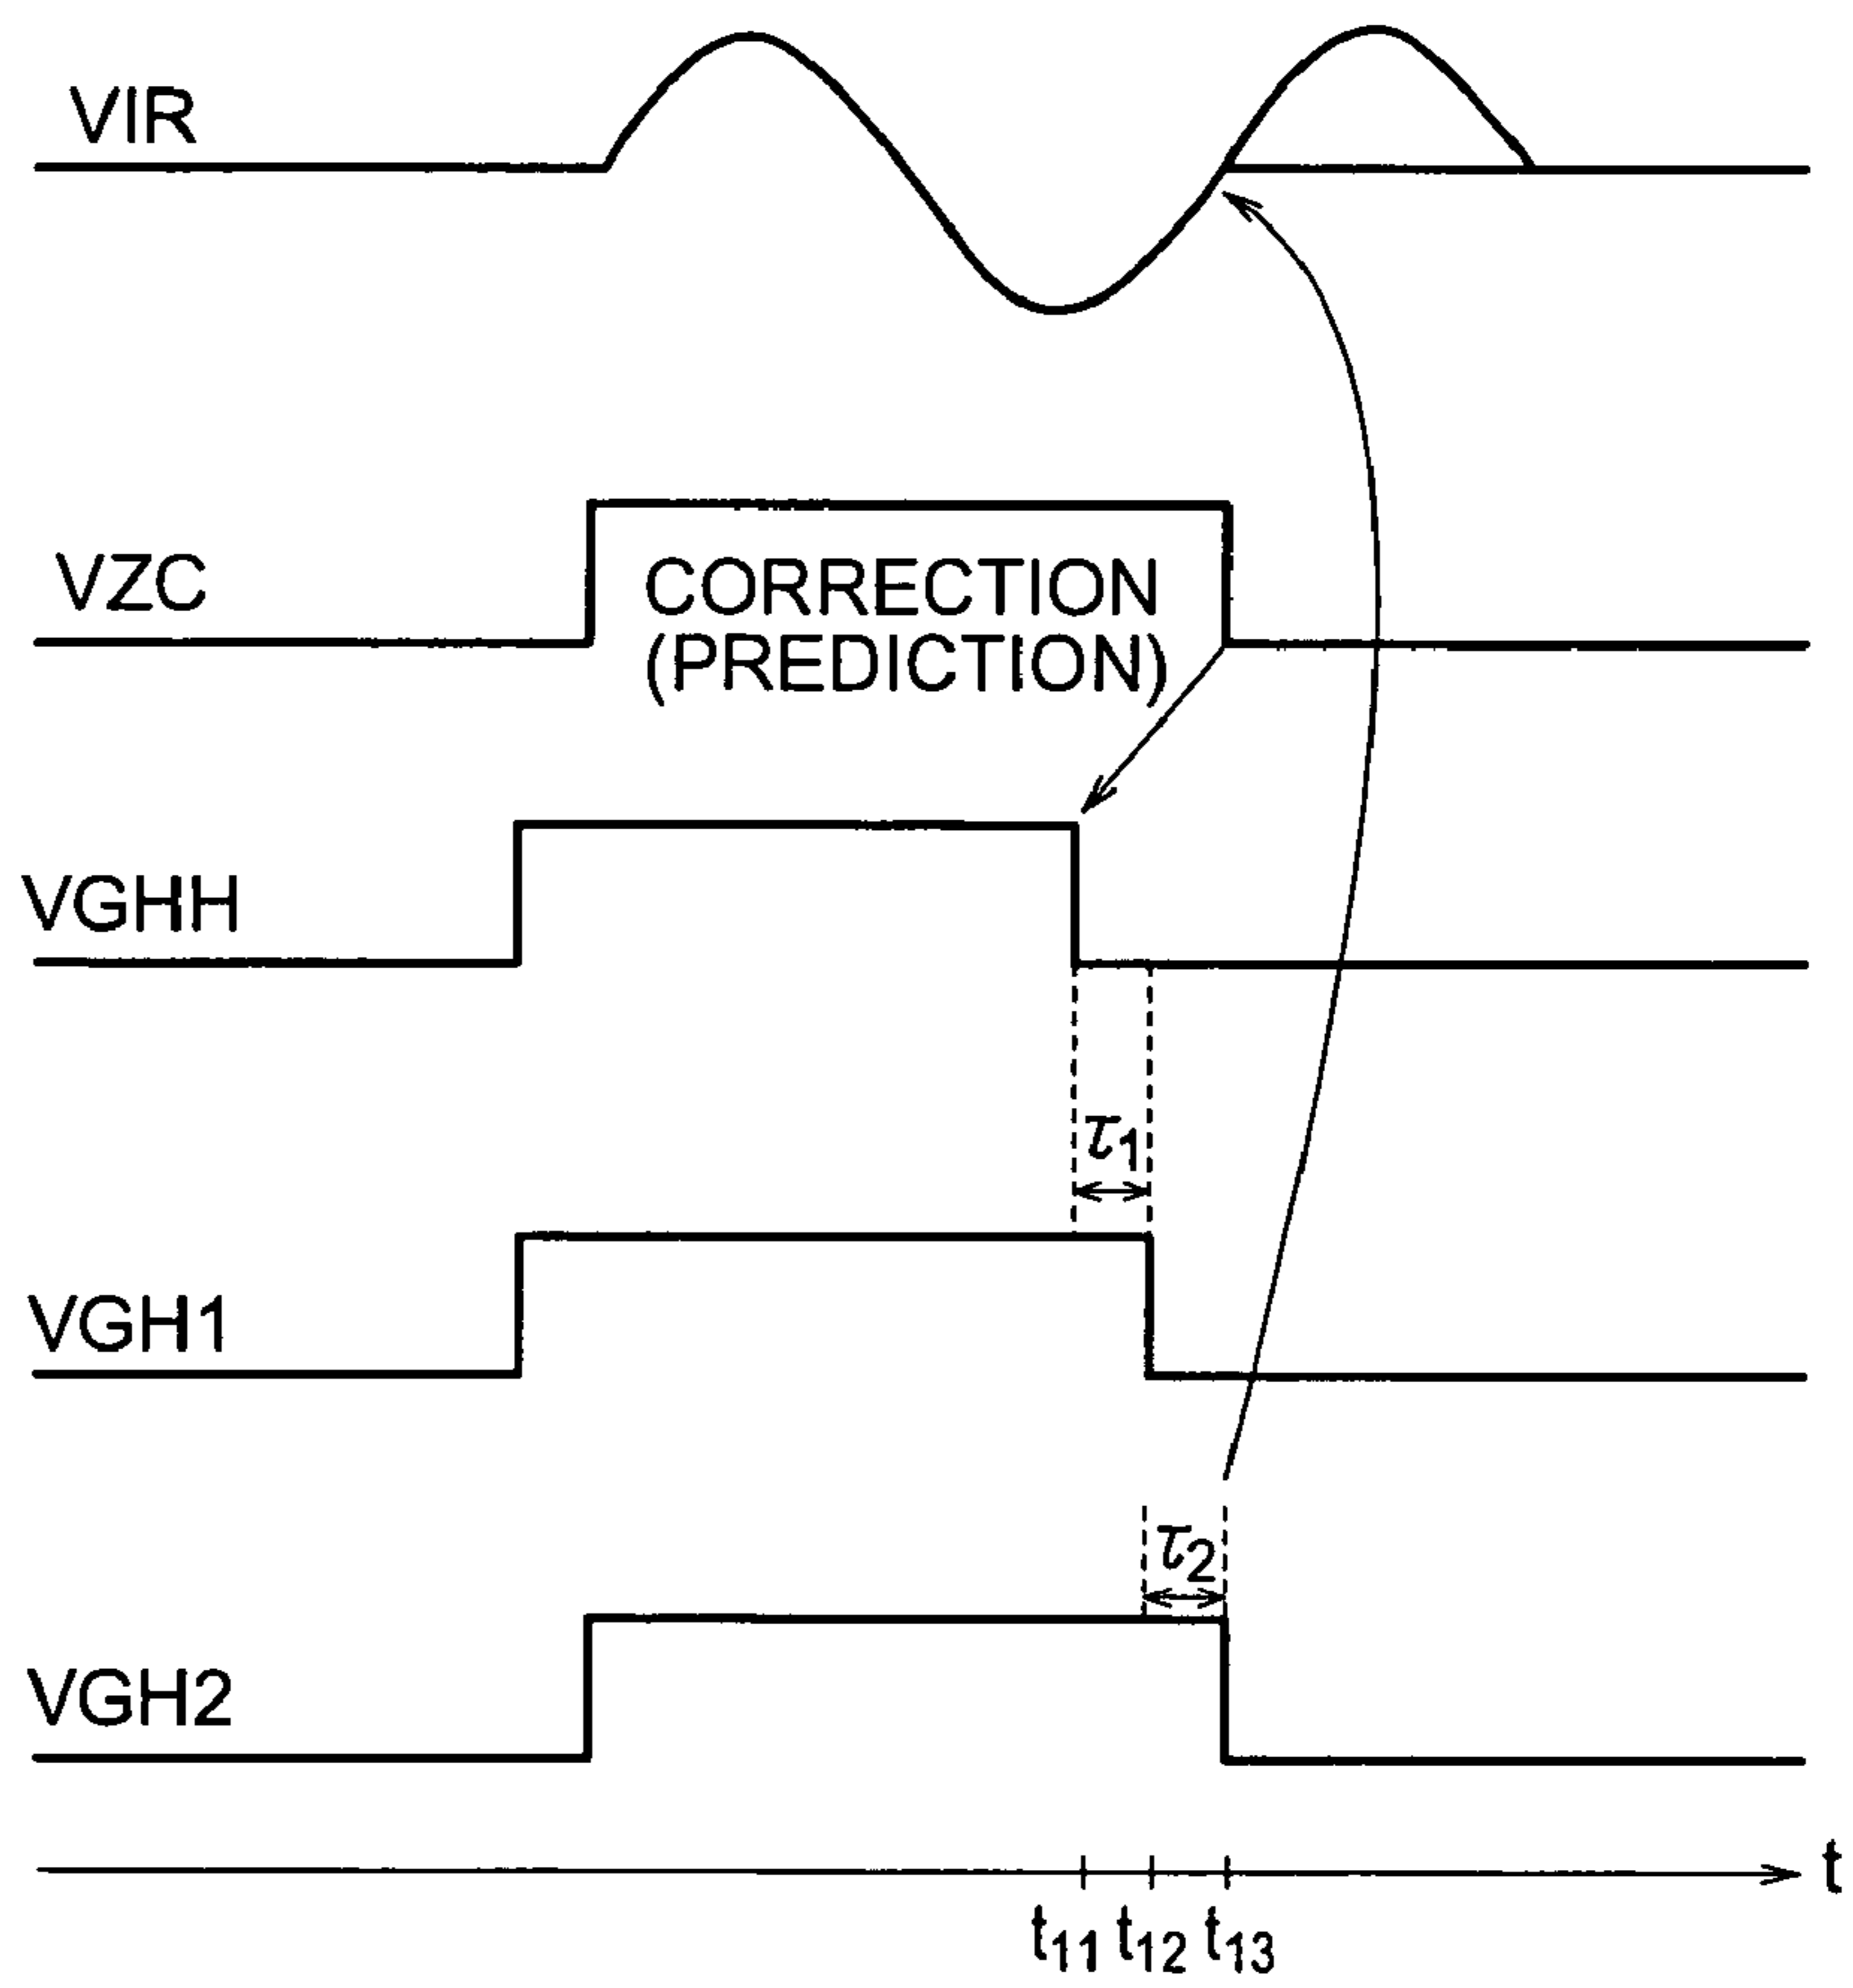 VIR
VZC
CORRECTION
(PREDICTION)
VGHH
τ1
VGH1
τ2
VGH2
t
t11 t12 t13